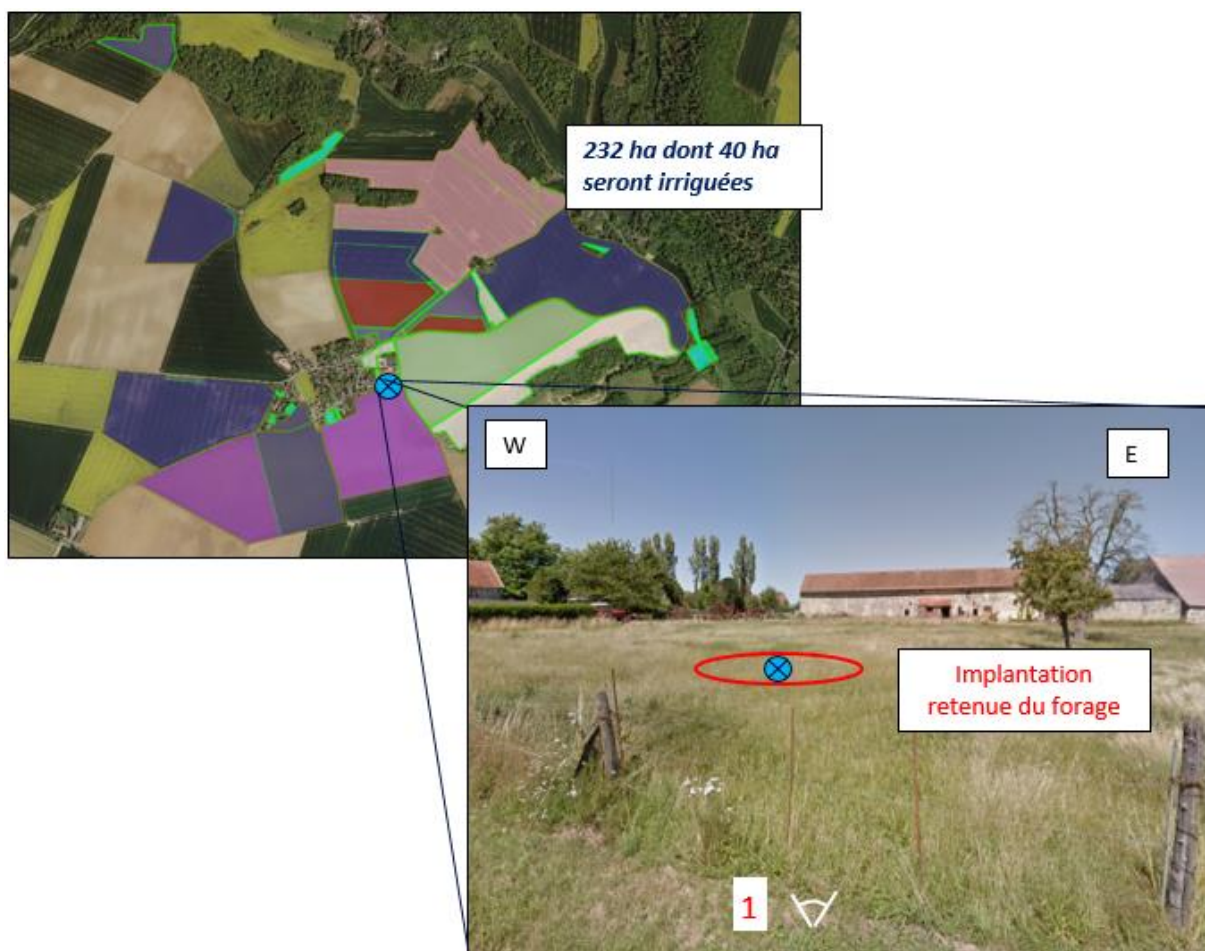 232 ha dont 40 ha
seront irriguées
W
E
Implantation
retenue du forage
1